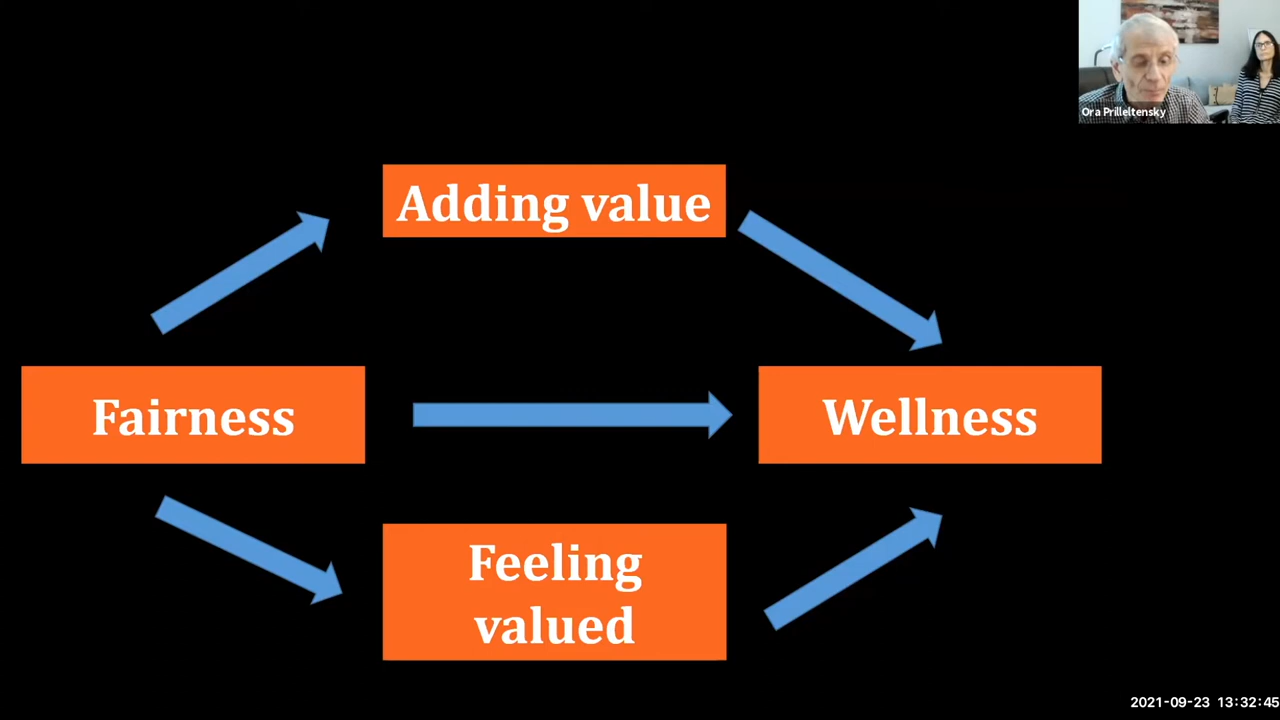 Ora Prilleltensky
Adding value
Fairness
Wellness
Feeling
valued
2021-09-23 13:32:45